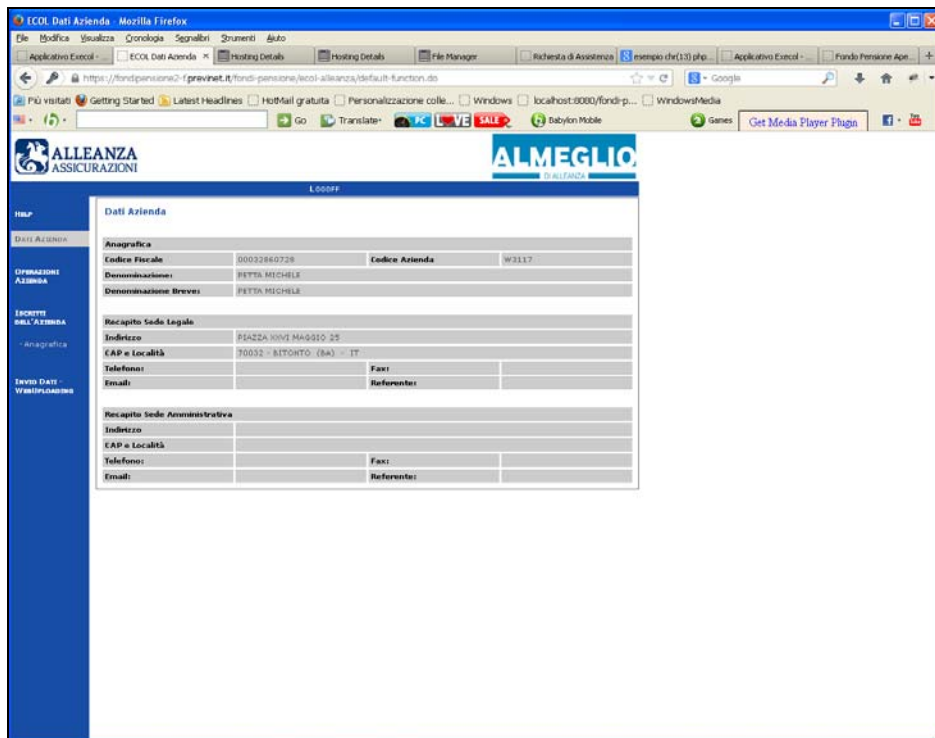 ECOL Dati Azienda - Mozilla Firefox
File Modifica Visualizza Cronologia Segnalibri Strumenti Aiuto
Applicativo Execol - ... ECOL Dati Azienda × Hosting Details Hosting Details File Manager Richiesta di Assistenza esempio chr(13) php... Applicativo Execol - ... Fondo Pensione Ape... +
https://fondipensione2-f.previnet.it/fondi-pensione/ecol-alleanza/default-function.do Google
Più visitati Getting Started Latest Headlines HotMail gratuita Personalizzazione colle... Windows localhost:8080/fondi-p... WindowsMedia
Go Translate PC LOVE SALE Babylon Mobile Games Get Media Player Plugin
ALLEANZA
ASSICURAZIONI
ALMEGLIO
DI ALLEANZA
LOGOFF
HELP
DATI AZIENDA
OPERAZIONI
AZIENDA
ISCRITTI
DELL'AZIENDA
- Anagrafica
INVIO DATI -
WEBUPLOADING
Dati Azienda
Anagrafica
Codice Fiscale 00032860728 Codice Azienda W3117
Denominazione: PETTA MICHELE
Denominazione Breve: PETTA MICHELE
Recapito Sede Legale
Indirizzo PIAZZA XXVI MAGGIO 25
CAP e Località 70032 - BITONTO (BA) - IT
Telefono: Fax:
Email: Referente:
Recapito Sede Amministrativa
Indirizzo
CAP e Località
Telefono: Fax:
Email: Referente: